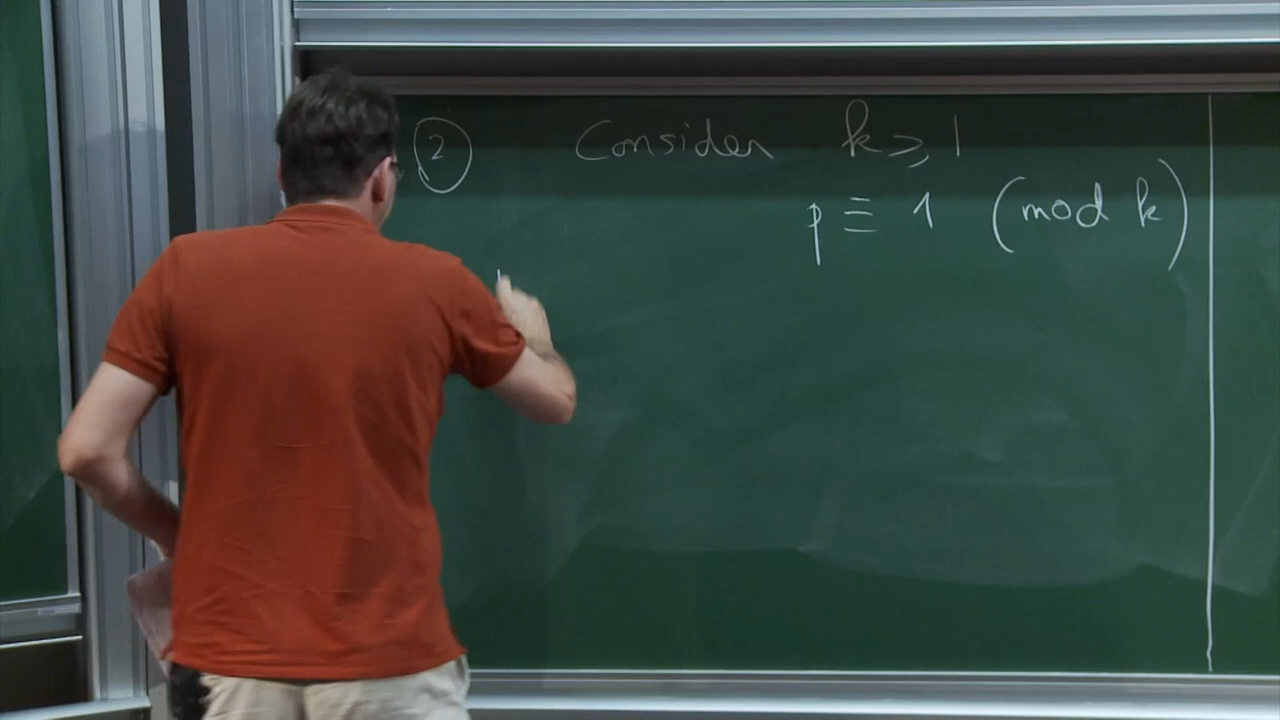 ② Consider k ⩾ 1
p ≡ 1 (mod k)